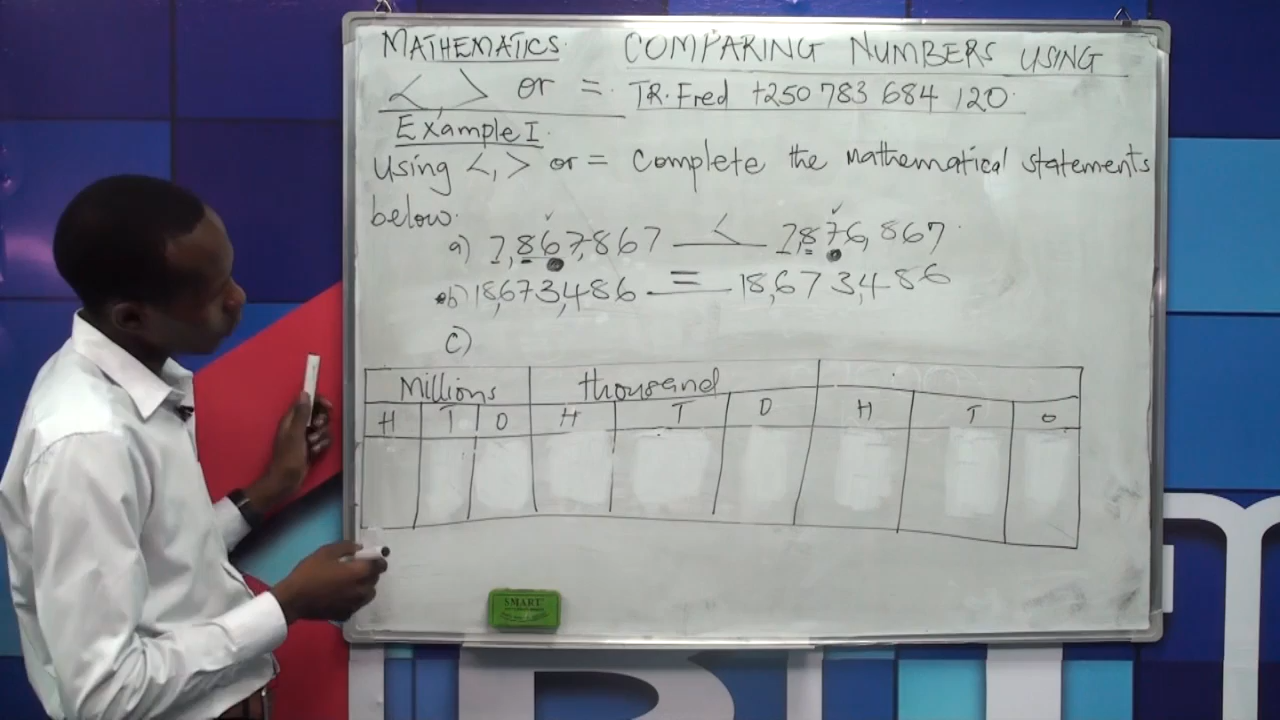 MATHEMATICS. COMPARING NUMBERS USING
< , > or =. TR. Fred +250 783 684 120.
Example I.
Using <, > or = Complete the mathematical statements
below.
a) 7,867,867 < 7,876,867
b) 18,673,486 = 18,673,486
c)
Millions thousand
H T O H T O H T O
SMART